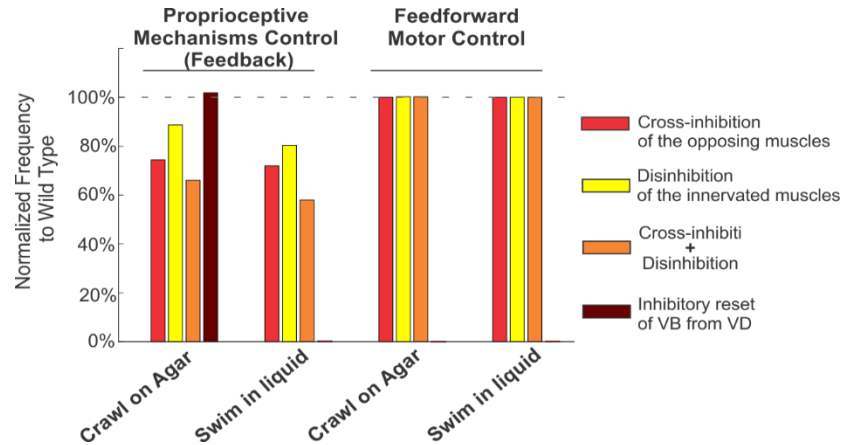 Proprioceptive
Mechanisms Control
(Feedback)
Feedforward
Motor Control
Normalized Frequency
to Wild Type
100%
80%
60%
40%
20%
0%
Crawl on Agar
Swim in liquid
Crawl on Agar
Swim in liquid
Cross-inhibition
of the opposing muscles
Disinhibition
of the innervated muscles
Cross-inhibiti
+
Disinhibition
Inhibitory reset
of VB from VD